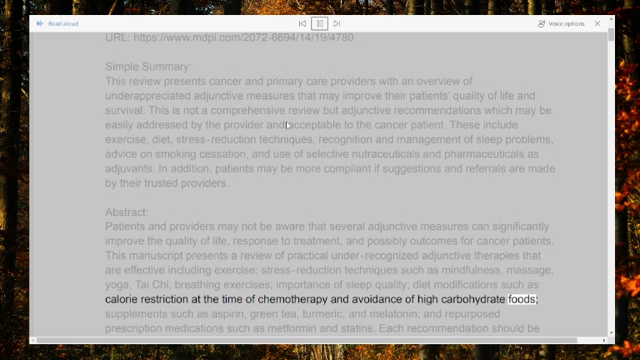 Read aloud
Voice options
URL: https://www.mdpi.com/2072-6694/14/19/4780
Simple Summary:
This review presents cancer and primary care providers with an overview of
underappreciated adjunctive measures that may improve their patients' quality of life and
survival. This is not a comprehensive review but adjunctive recommendations which may be
easily addressed by the provider and acceptable to the cancer patient. These include
exercise, diet, stress-reduction techniques, recognition and management of sleep problems,
advice on smoking cessation, and use of selective nutraceuticals and pharmaceuticals as
adjuvants. In addition, patients may be more compliant if suggestions and referrals are made
by their trusted providers.
Abstract:
Patients and providers may not be aware that several adjunctive measures can significantly
improve the quality of life, response to treatment, and possibly outcomes for cancer patients.
This manuscript presents a review of practical under-recognized adjunctive therapies that
are effective including exercise; stress-reduction techniques such as mindfulness, massage,
yoga, Tai Chi, breathing exercises; importance of sleep quality; diet modifications such as
calorie restriction at the time of chemotherapy and avoidance of high carbohydrate foods;
supplements such as aspirin, green tea, turmeric, and melatonin; and repurposed
prescription medications such as metformin and statins. Each recommendation should be